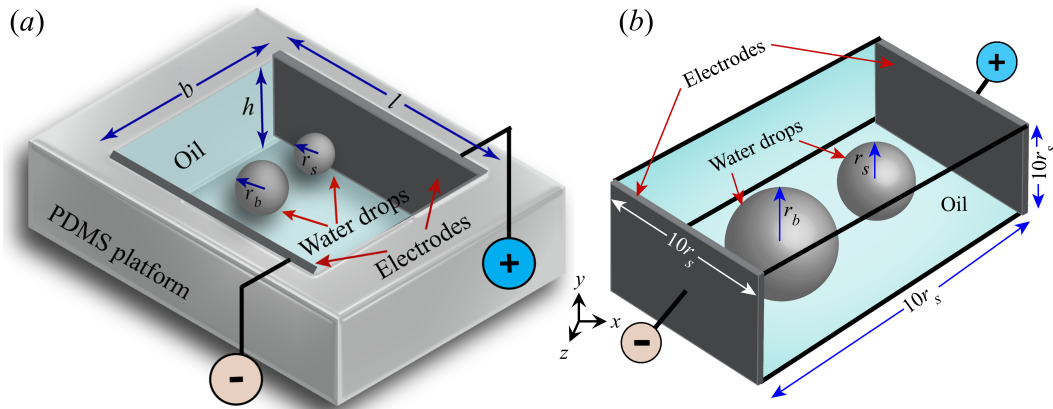 (a)
b
l
h
Oil
r_s
r_b
Water drops
Electrodes
PDMS platform
+
-
(b)
Electrodes
+
Water drops
r_s
r_b
Oil
10r_s
10r_s
10r_s
y
x
z
-